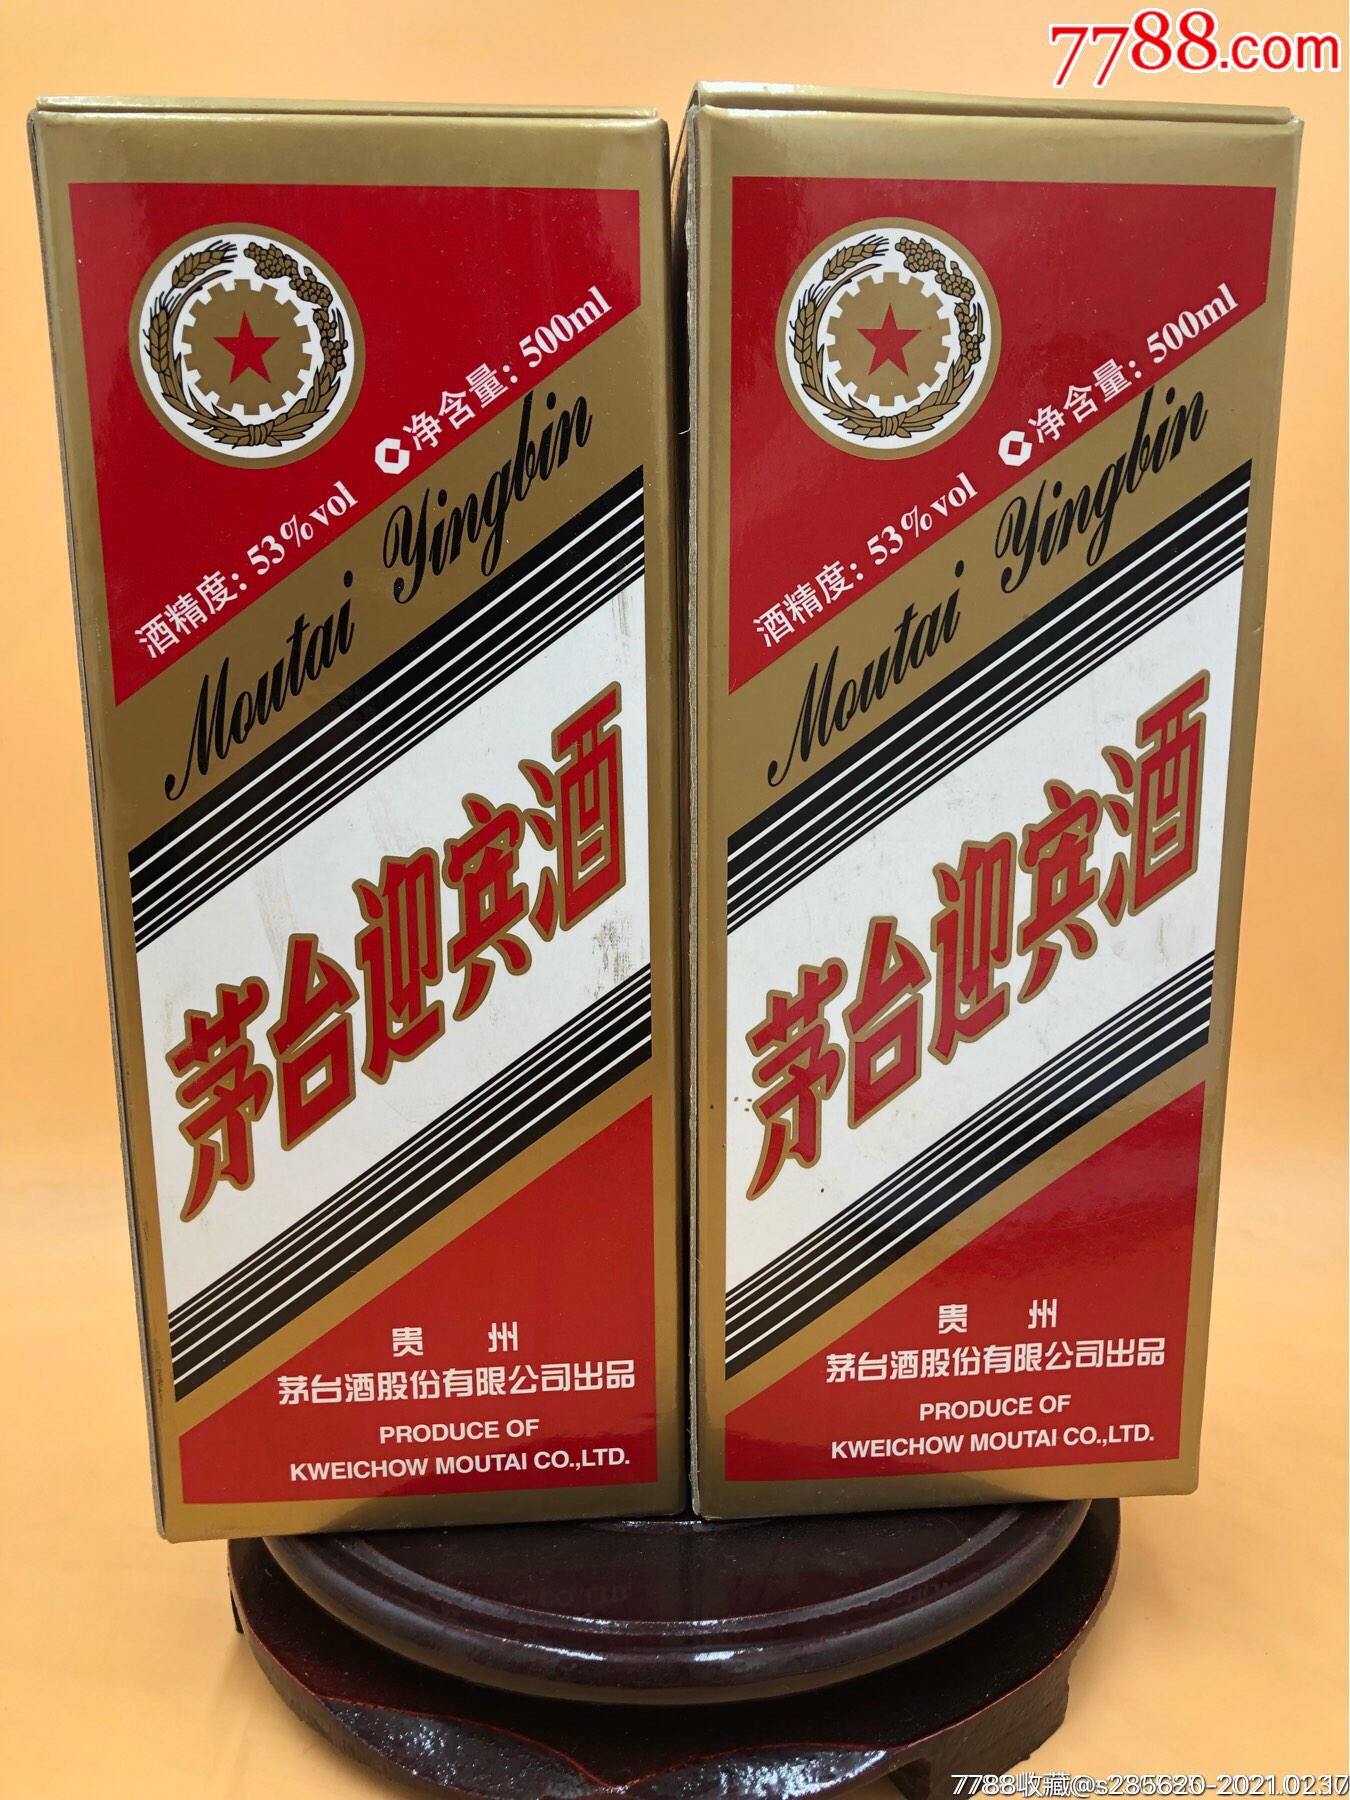 7788.com
酒精度：53%vol 净含量：500ml
Moutai Yingbin
茅台迎宾酒
贵州
茅台酒股份有限公司出品
PRODUCE OF
KWEICHOW MOUTAI CO.,LTD.
酒精度：53%vol 净含量：500ml
Moutai Yingbin
茅台迎宾酒
贵州
茅台酒股份有限公司出品
PRODUCE OF
KWEICHOW MOUTAI CO.,LTD.
7788收藏@s285620-2021.02.17